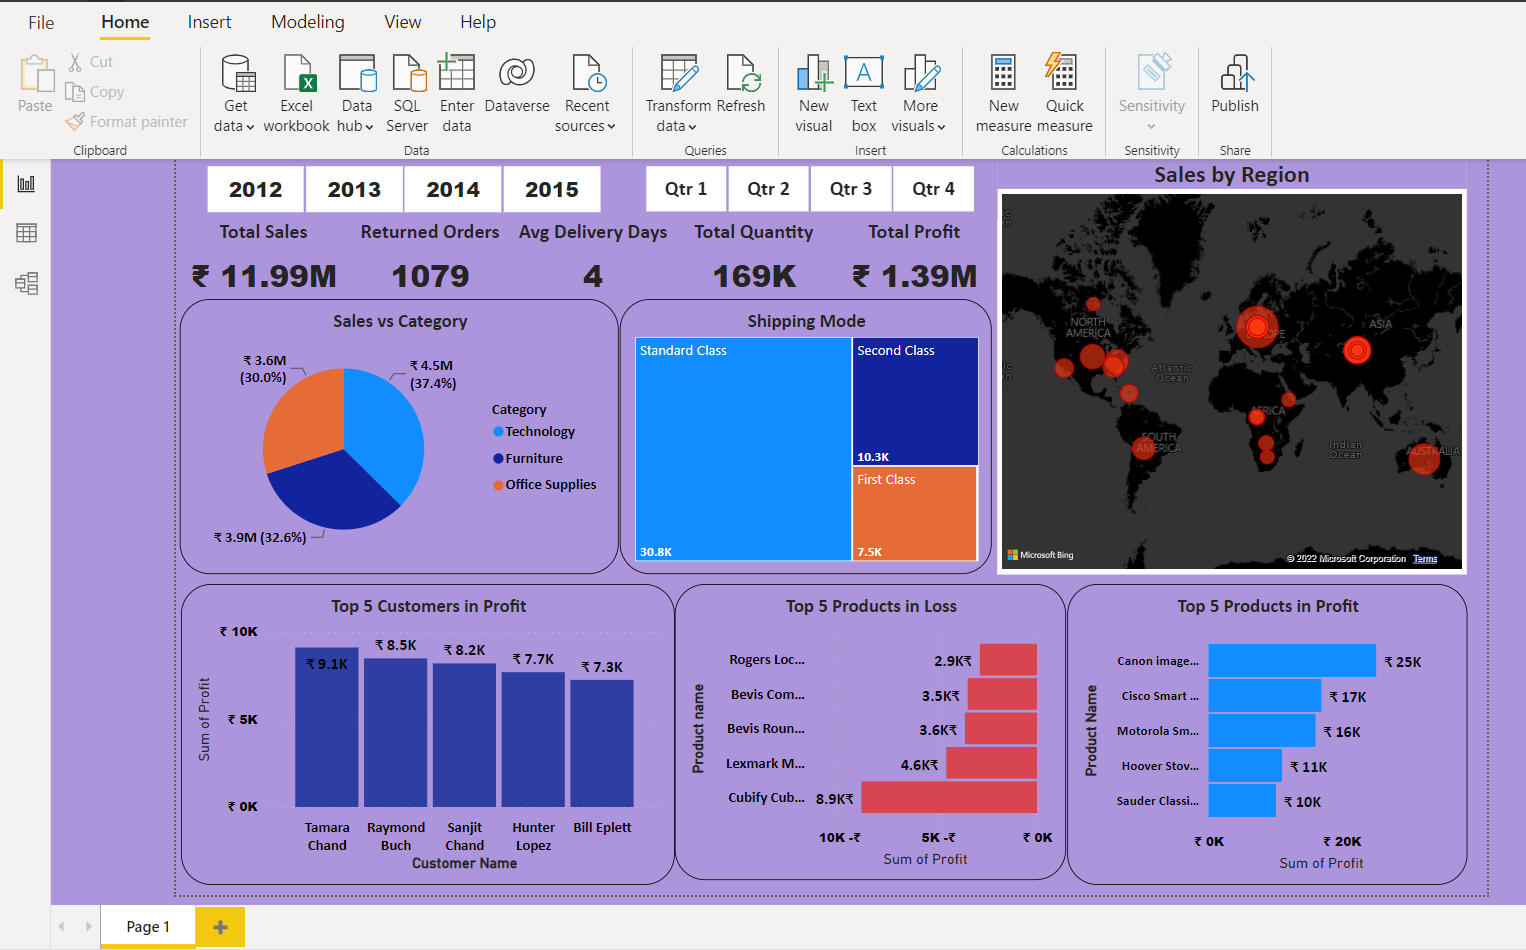 File Home Insert Modeling View Help
Paste
Cut
Copy
Format painter
Clipboard
Get data
Excel workbook
Data hub
SQL Server
Enter data
Dataverse
Recent sources
Data
Transform data
Refresh
Queries
New visual
Text box
More visuals
Insert
New measure
Quick measure
Calculations
Sensitivity
Sensitivity
Publish
Share
2012 2013 2014 2015
Qtr 1 Qtr 2 Qtr 3 Qtr 4
Total Sales
Returned Orders
Avg Delivery Days
Total Quantity
Total Profit
₹ 11.99M
1079
4
169K
₹ 1.39M
Sales by Region
NORTH AMERICA
EUROPE
ASIA
Atlantic Ocean
AFRICA
SOUTH AMERICA
Indian Ocean
AUSTRALIA
Microsoft Bing
© 2022 Microsoft Corporation Terms
Sales vs Category
₹ 3.6M
(30.0%)
₹ 4.5M
(37.4%)
₹ 3.9M (32.6%)
Category
Technology
Furniture
Office Supplies
Shipping Mode
Standard Class
30.8K
Second Class
10.3K
First Class
7.5K
Top 5 Customers in Profit
Sum of Profit
₹ 10K
₹ 5K
₹ 0K
₹ 9.1K
₹ 8.5K
₹ 8.2K
₹ 7.7K
₹ 7.3K
Tamara Chand
Raymond Buch
Sanjit Chand
Hunter Lopez
Bill Eplett
Customer Name
Top 5 Products in Loss
Product name
Rogers Loc... 2.9K₹
Bevis Com... 3.5K₹
Bevis Roun... 3.6K₹
Lexmark M... 4.6K₹
Cubify Cub... 8.9K₹
10K -₹ 5K -₹ ₹ 0K
Sum of Profit
Top 5 Products in Profit
Product Name
Canon image... ₹ 25K
Cisco Smart ... ₹ 17K
Motorola Sm... ₹ 16K
Hoover Stov... ₹ 11K
Sauder Classi... ₹ 10K
₹ 0K ₹ 20K
Sum of Profit
Page 1